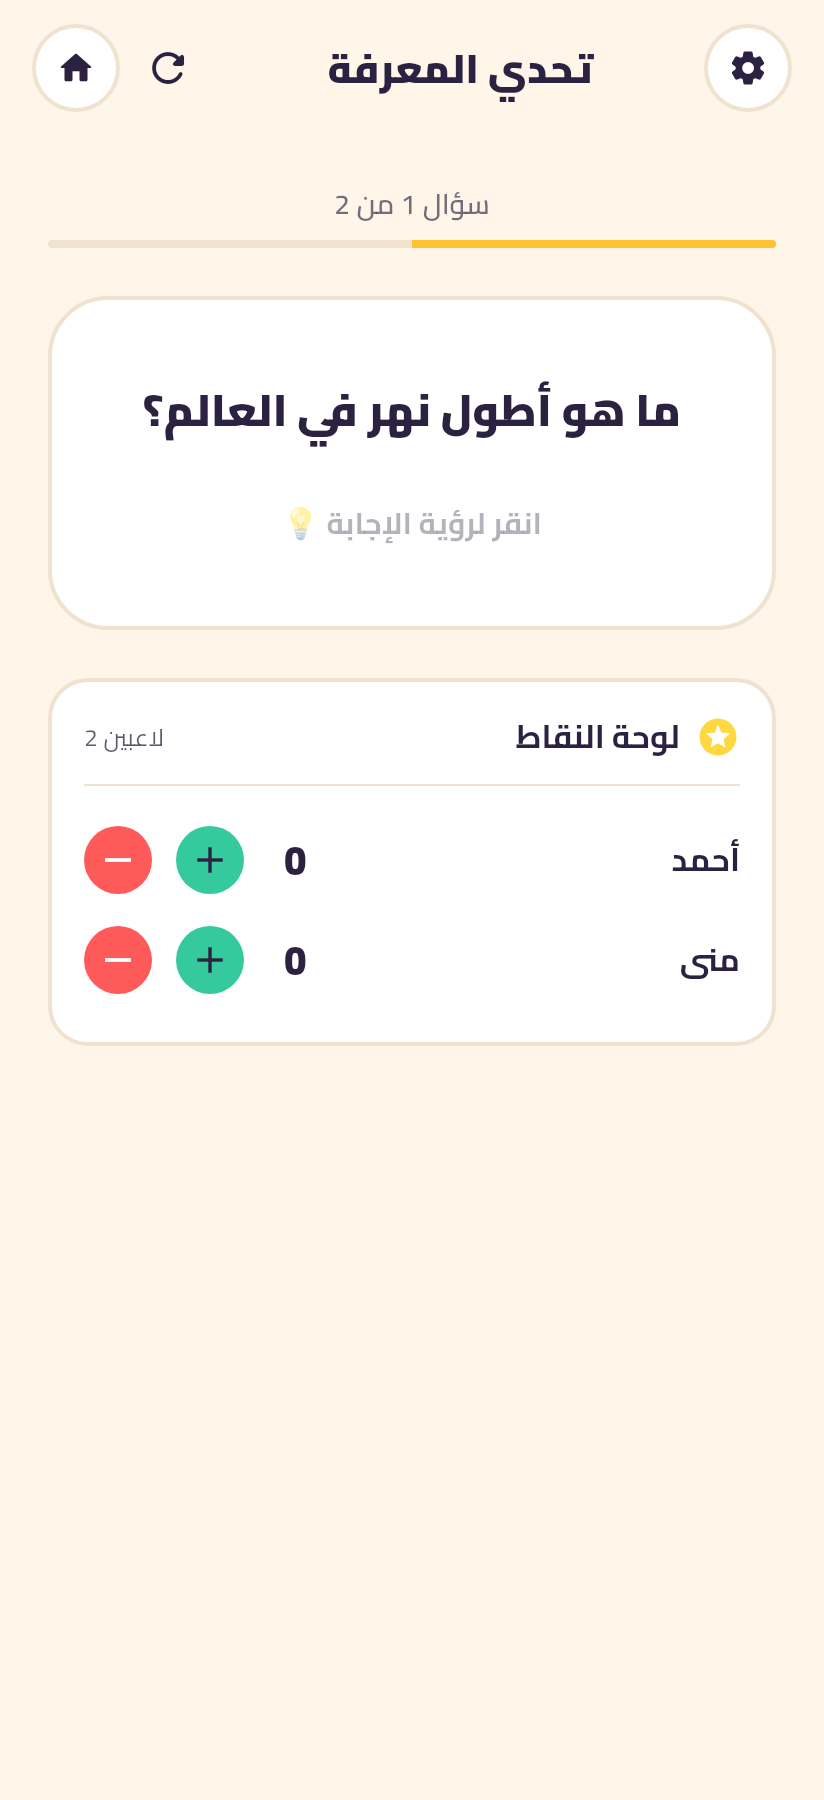 تحدي المعرفة
سؤال 1 من 2
ما هو أطول نهر في العالم؟
انقر لرؤية الإجابة 💡
لوحة النقاط
لاعبين 2
أحمد 0
منى 0